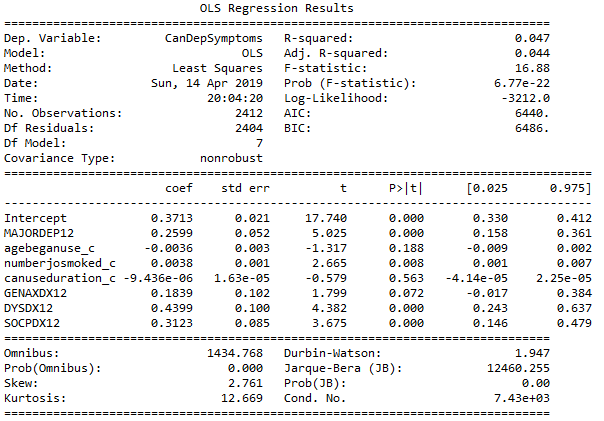 OLS Regression Results
==============================================================================
Dep. Variable: CanDepSymptoms R-squared: 0.047
Model: OLS Adj. R-squared: 0.044
Method: Least Squares F-statistic: 16.88
Date: Sun, 14 Apr 2019 Prob (F-statistic): 6.77e-22
Time: 20:04:20 Log-Likelihood: -3212.0
No. Observations: 2412 AIC: 6440.
Df Residuals: 2404 BIC: 6486.
Df Model: 7
Covariance Type: nonrobust
====================================================================================
coef std err t P>|t| [0.025 0.975]
------------------------------------------------------------------------------------
Intercept 0.3713 0.021 17.740 0.000 0.330 0.412
MAJORDEP12 0.2599 0.052 5.025 0.000 0.158 0.361
agebeganuse_c -0.0036 0.003 -1.317 0.188 -0.009 0.002
numberjosmoked_c 0.0038 0.001 2.665 0.008 0.001 0.007
canuseduration_c -9.436e-06 1.63e-05 -0.579 0.563 -4.14e-05 2.25e-05
GENAXDX12 0.1839 0.102 1.799 0.072 -0.017 0.384
DYSDX12 0.4399 0.100 4.382 0.000 0.243 0.637
SOCPDX12 0.3123 0.085 3.675 0.000 0.146 0.479
==============================================================================
Omnibus: 1434.768 Durbin-Watson: 1.947
Prob(Omnibus): 0.000 Jarque-Bera (JB): 12460.255
Skew: 2.761 Prob(JB): 0.00
Kurtosis: 12.669 Cond. No. 7.43e+03
==============================================================================